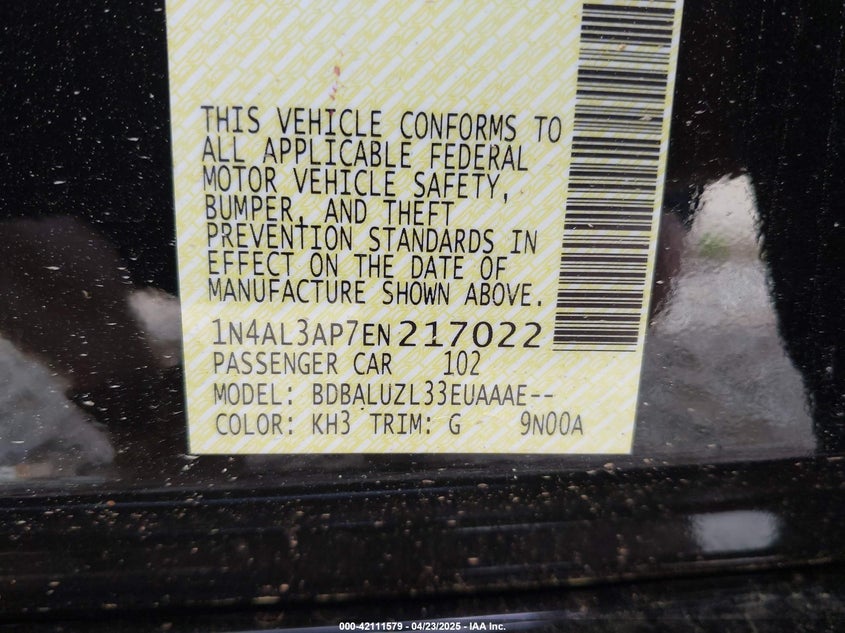 THIS VEHICLE CONFORMS TO
ALL APPLICABLE FEDERAL
MOTOR VEHICLE SAFETY,
BUMPER, AND THEFT
PREVENTION STANDARDS IN
EFFECT ON THE DATE OF
MANUFACTURE SHOWN ABOVE.
1N4AL3AP7EN217022
PASSENGER CAR 102
MODEL: BDBALUZL33EUAAAE--
COLOR: KH3 TRIM: G 9N00A
000-42111579 - 04/23/2025 - IAA Inc.